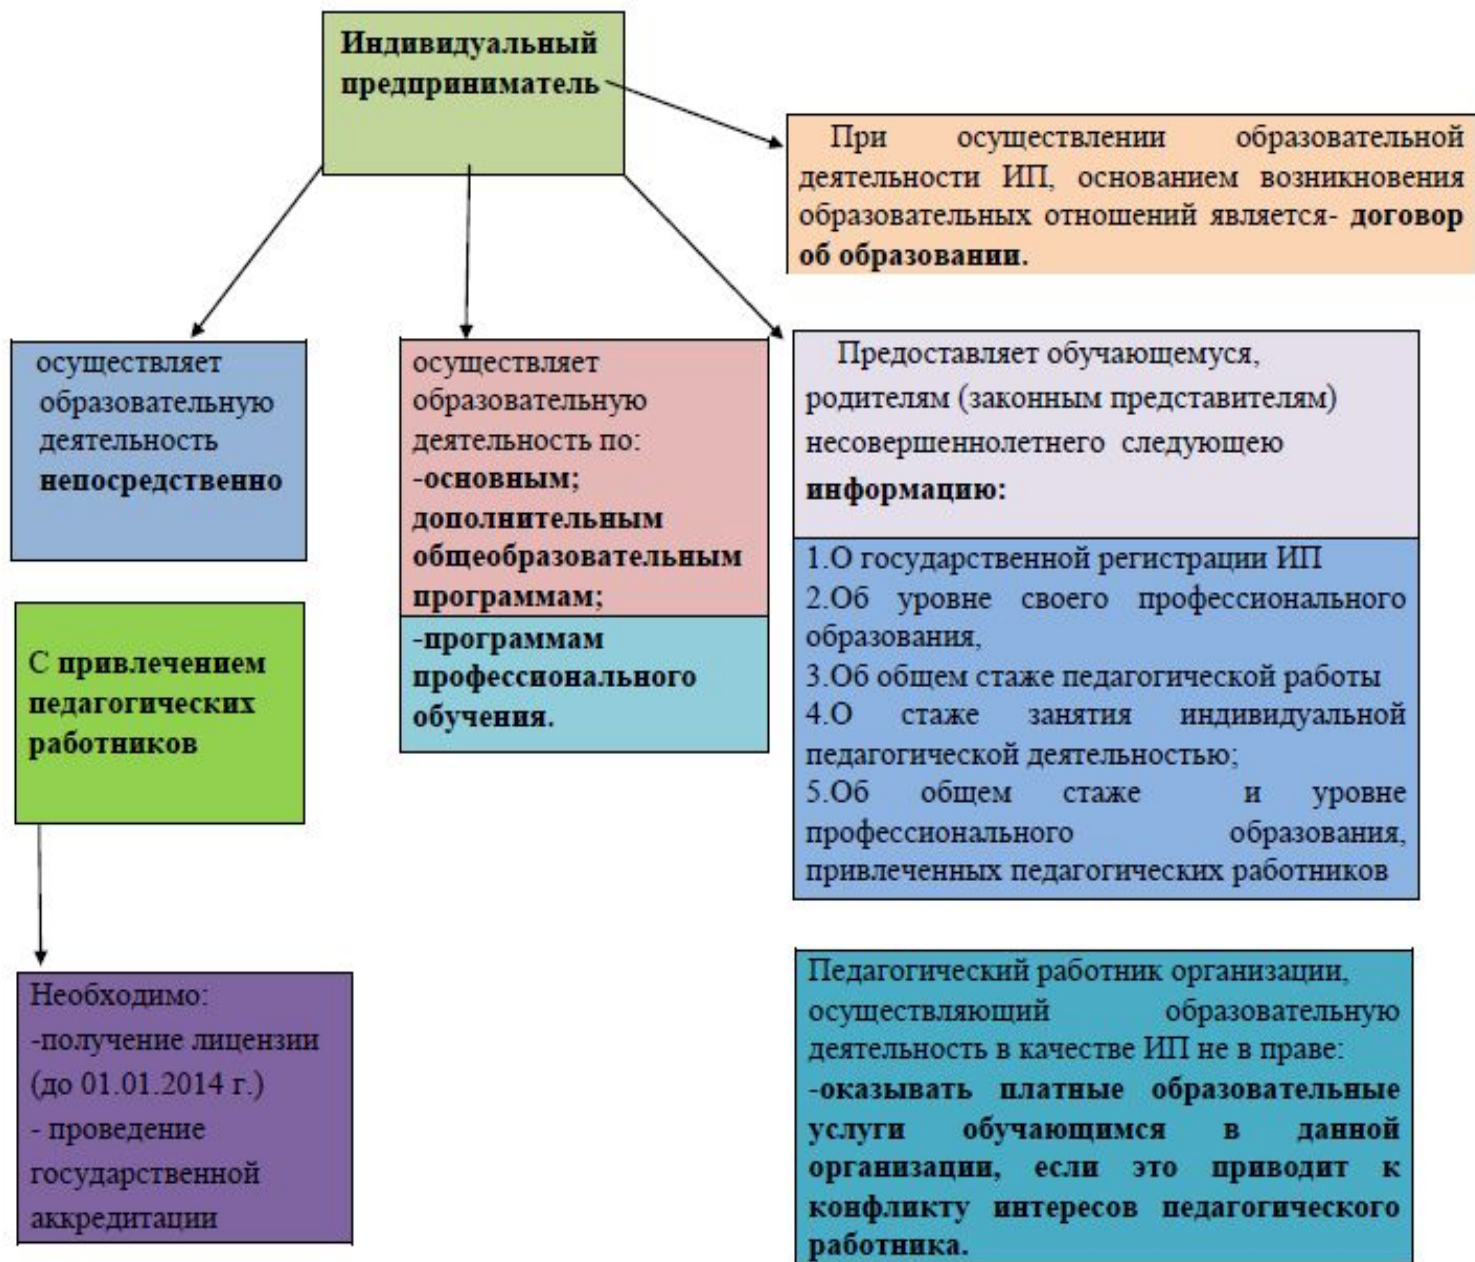 Индивидуальный
предприниматель
При осуществлении образовательной
деятельности ИП, основанием возникновения
образовательных отношений является- договор
об образовании.
осуществляет
образовательную
деятельность
непосредственно
осуществляет
образовательную
деятельность по:
-основным;
дополнительным
общеобразовательным
программам;
-программам
профессионального
обучения.
Предоставляет обучающемуся,
родителям (законным представителям)
несовершеннолетнего следующею
информацию:
1.О государственной регистрации ИП
2.Об уровне своего профессионального
образования,
3.Об общем стаже педагогической работы
4.О стаже занятия индивидуальной
педагогической деятельностью;
5.Об общем стаже и уровне
профессионального образования,
привлеченных педагогических работников
С привлечением
педагогических
работников
Необходимо:
-получение лицензии
(до 01.01.2014 г.)
- проведение
государственной
аккредитации
Педагогический работник организации,
осуществляющий образовательную
деятельность в качестве ИП не в праве:
-оказывать платные образовательные
услуги обучающимся в данной
организации, если это приводит к
конфликту интересов педагогического
работника.